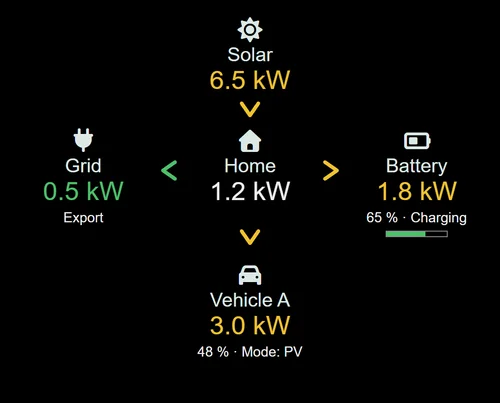 Solar
6.5 kW
Grid
0.5 kW
Export
Home
1.2 kW
Battery
1.8 kW
65 % · Charging
Vehicle A
3.0 kW
48 % · Mode: PV